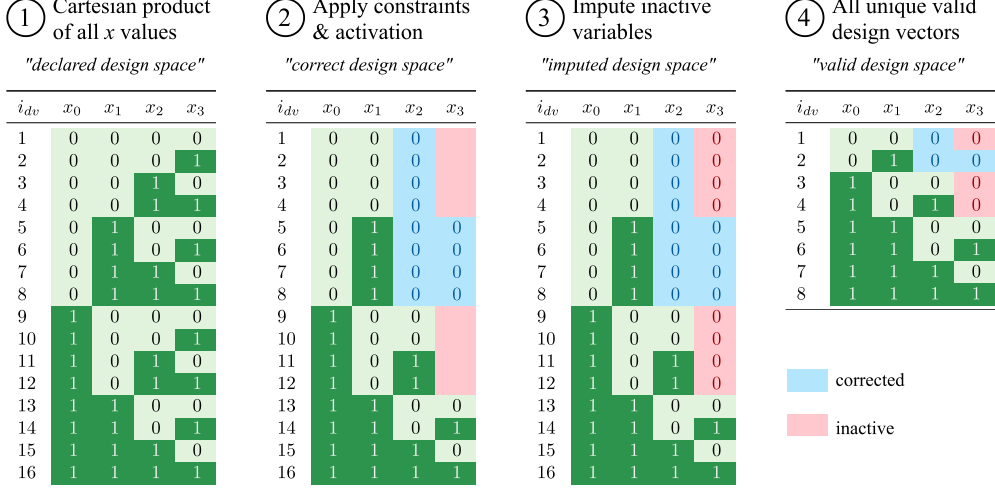 1 Cartesian product
of all x values
"declared design space"
i_dv x_0 x_1 x_2 x_3
1 0 0 0 0
2 0 0 0 1
3 0 0 1 0
4 0 0 1 1
5 0 1 0 0
6 0 1 0 1
7 0 1 1 0
8 0 1 1 1
9 1 0 0 0
10 1 0 0 1
11 1 0 1 0
12 1 0 1 1
13 1 1 0 0
14 1 1 0 1
15 1 1 1 0
16 1 1 1 1
2 Apply constraints
& activation
"correct design space"
i_dv x_0 x_1 x_2 x_3
1 0 0 0
2 0 0 0
3 0 0 0
4 0 0 0
5 0 1 0 0
6 0 1 0 0
7 0 1 0 0
8 0 1 0 0
9 1 0 0
10 1 0 0
11 1 0 1
12 1 0 1
13 1 1 0 0
14 1 1 0 1
15 1 1 1 0
16 1 1 1 1
3 Impute inactive
variables
"imputed design space"
i_dv x_0 x_1 x_2 x_3
1 0 0 0 0
2 0 0 0 0
3 0 0 0 0
4 0 0 0 0
5 0 1 0 0
6 0 1 0 0
7 0 1 0 0
8 0 1 0 0
9 1 0 0 0
10 1 0 0 0
11 1 0 1 0
12 1 0 1 0
13 1 1 0 0
14 1 1 0 1
15 1 1 1 0
16 1 1 1 1
4 All unique valid
design vectors
"valid design space"
i_dv x_0 x_1 x_2 x_3
1 0 0 0 0
2 0 1 0 0
3 1 0 0 0
4 1 0 1 0
5 1 1 0 0
6 1 1 0 1
7 1 1 1 0
8 1 1 1 1
corrected
inactive